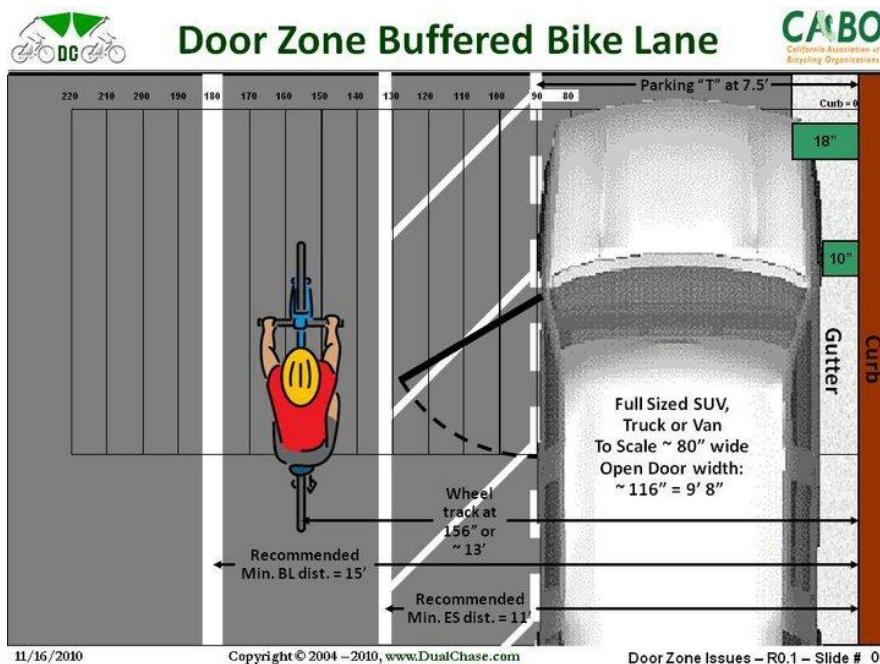 DC
Door Zone Buffered Bike Lane
CABO
California Association of
Bicycling Organizations
Parking “T” at 7.5’
220 210 200 190 180 170 160 150 140 130 120 110 100 90 80
Curb = 0
18”
10”
Gutter
Curb
Full Sized SUV,
Truck or Van
To Scale ~ 80” wide
Open Door width:
~ 116” = 9’ 8”
Wheel
track at
156” or
~ 13’
Recommended
Min. BL dist. = 15’
Recommended
Min. ES dist. = 11’
11/16/2010
Copyright © 2004 –2010, www.DualChase.com
Door Zone Issues – R0.1 – Slide # 0